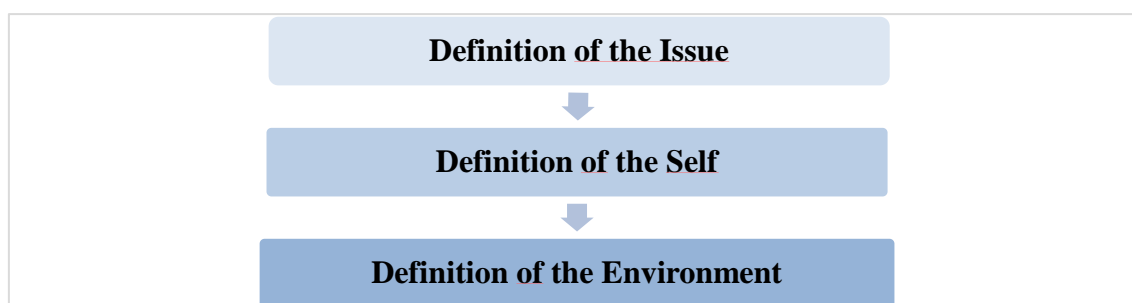 Definition of the Issue
Definition of the Self
Definition of the Environment